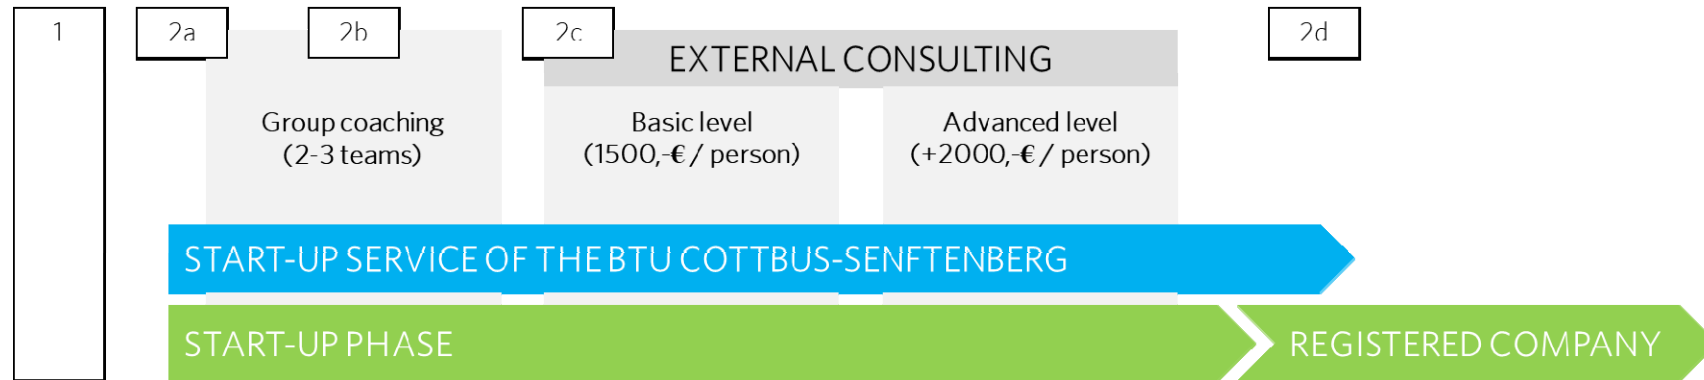 1
2a
2b
2c
2d
EXTERNAL CONSULTING
Group coaching
(2-3 teams)
Basic level
(1500,-€ / person)
Advanced level
(+2000,-€ / person)
START-UP SERVICE OF THE BTU COTTBUS-SENFTENBERG
START-UP PHASE
REGISTERED COMPANY